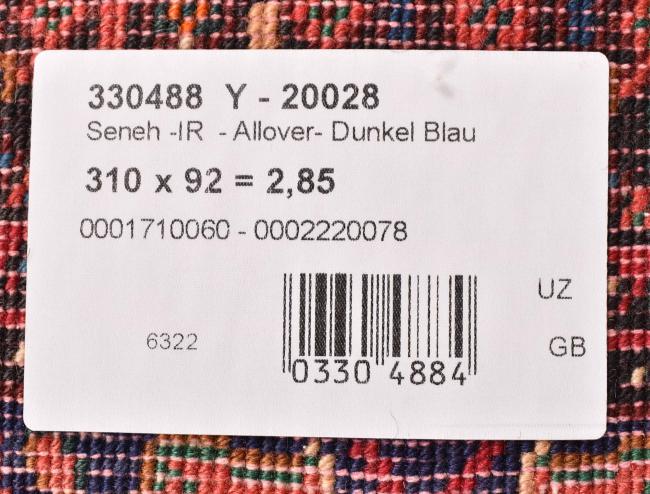 330488 Y - 20028
Seneh -IR - Allover- Dunkel Blau
310 x 92 = 2,85
0001710060 - 0002220078
UZ
6322
GB
0330 4884